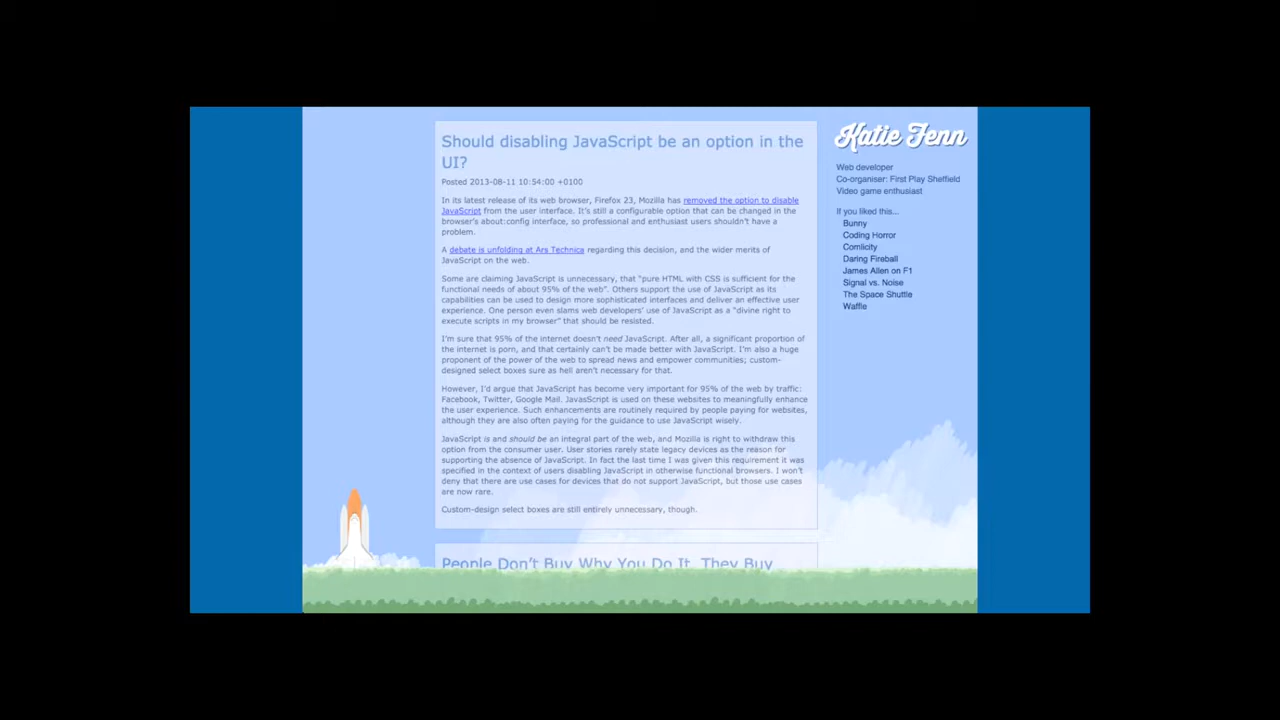 Should disabling JavaScript be an option in the
UI?
Posted 2013-08-11 10:54:00 +0100
In its latest release of its web browser, Firefox 23, Mozilla has removed the option to disable
JavaScript from the user interface. It's still a configurable option that can be changed in the
browser's about:config interface, so professional and enthusiast users shouldn't have a
problem.
A debate is unfolding at Ars Technica regarding this decision, and the wider merits of
JavaScript on the web.
Some are claiming JavaScript is unnecessary, that "pure HTML with CSS is sufficient for the
functional needs of about 95% of the web". Others support the use of JavaScript as its
capabilities can be used to design more sophisticated interfaces and deliver an effective user
experience. One person even slams web developers' use of JavaScript as a "divine right to
execute scripts in my browser" that should be resisted.
I'm sure that 95% of the internet doesn't need JavaScript. After all, a significant proportion of
the internet is porn, and that certainly can't be made better with JavaScript. I'm also a huge
proponent of the power of the web to spread news and empower communities; custom-
designed select boxes sure as hell aren't necessary for that.
However, I'd argue that JavaScript has become very important for 95% of the web by traffic:
Facebook, Twitter, Google Mail. JavasScript is used on these websites to meaningfully enhance
the user experience. Such enhancements are routinely required by people paying for websites,
although they are also often paying for the guidance to use JavaScript wisely.
JavaScript is and should be an integral part of the web, and Mozilla is right to withdraw this
option from the consumer user. User stories rarely state legacy devices as the reason for
supporting the absence of JavaScript. In fact the last time I was given this requirement it was
specified in the context of users disabling JavaScript in otherwise functional browsers. I won't
deny that there are use cases for devices that do not support JavaScript, but those use cases
are now rare.
Custom-design select boxes are still entirely unnecessary, though.
People Don't Buy Why You Do It, They Buy
Katie Fenn
Web developer
Co-organiser: First Play Sheffield
Video game enthusiast
If you liked this...
Bunny
Coding Horror
Comlicity
Daring Fireball
James Allen on F1
Signal vs. Noise
The Space Shuttle
Waffle